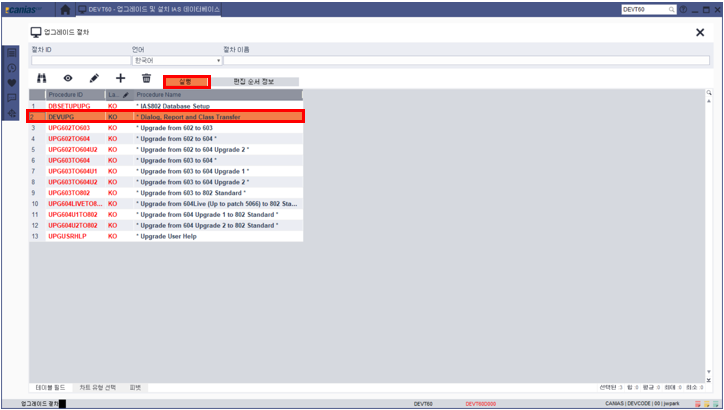 canias
DEVT60 - 업그레이드 및 설치 IAS 데이터베이스
DEVT60
업그레이드 절차
절차 ID
언어
절차 이름
한국어
실행
편집 순서 정보
Procedure ID La... Procedure Name
1 DBSETUPUPG KO * IAS802 Database Setup
2 DEVUPG KO * Dialog, Report and Class Transfer
3 UPG602TO603 KO * Upgrade from 602 to 603
4 UPG602TO604 KO * Upgrade from 602 to 604 *
5 UPG602TO604U2 KO * Upgrade from 602 to 604 Upgrade 2 *
6 UPG603TO604 KO * Upgrade from 603 to 604 *
7 UPG603TO604U1 KO * Upgrade from 603 to 604 Upgrade 1 *
8 UPG603TO604U2 KO * Upgrade from 603 to 604 Upgrade 2 *
9 UPG603TO802 KO * Upgrade from 603 to 802 Standard *
10 UPG604LIVETO8... KO * Upgrade from 604Live (Up to patch 5066) to 802 Sta...
11 UPG604U1TO802 KO * Upgrade from 604 Upgrade 1 to 802 Standard *
12 UPG604U2TO802 KO * Upgrade from 604 Upgrade 2 to 802 Standard *
13 UPGUSRHLP KO * Upgrade User Help
테이블 필드 차트 유형 선택 피벗
선택된 0 합 0 평균 0 최대 0 최소 0
업그레이드 절차
DEVT60
CANIAS | DEVCODE | 00 | jwpark